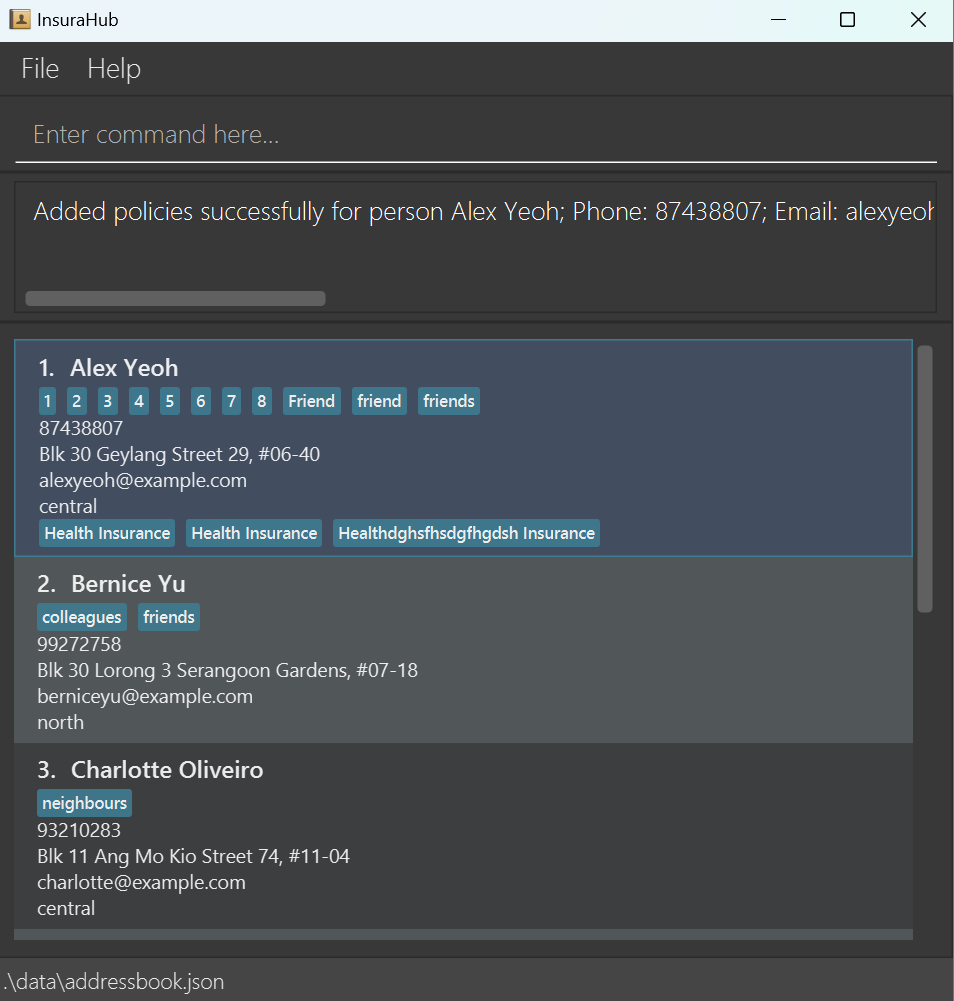 InsuraHub
File Help
Enter command here...
Added policies successfully for person Alex Yeoh; Phone: 87438807; Email: alexyeoh
1. Alex Yeoh
1 2 3 4 5 6 7 8 Friend friend friends
87438807
Blk 30 Geylang Street 29, #06-40
alexyeoh@example.com
central
Health Insurance Health Insurance Healthdghsfhsdgfhgdsh Insurance
2. Bernice Yu
colleagues friends
99272758
Blk 30 Lorong 3 Serangoon Gardens, #07-18
berniceyu@example.com
north
3. Charlotte Oliveiro
neighbours
93210283
Blk 11 Ang Mo Kio Street 74, #11-04
charlotte@example.com
central
.\data\addressbook.json